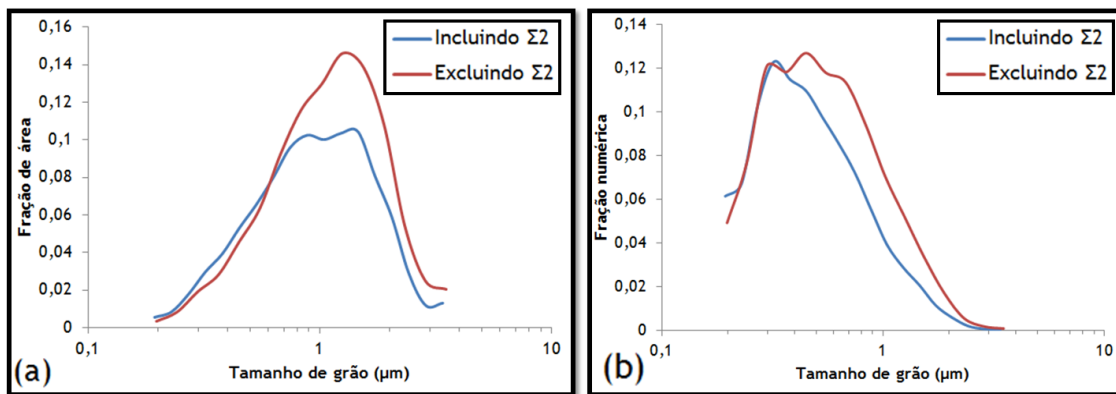 0,16
0,14
0,12
0,1
0,08
0,06
0,04
0,02
0
Fração de área
Incluindo Σ2
Excluindo Σ2
0,1
1
10
Tamanho de grão (µm)
(a)
0,14
0,12
0,10
0,08
0,06
0,04
0,02
0
Fração numérica
Incluindo Σ2
Excluindo Σ2
0,1
1
10
Tamanho de grão (µm)
(b)